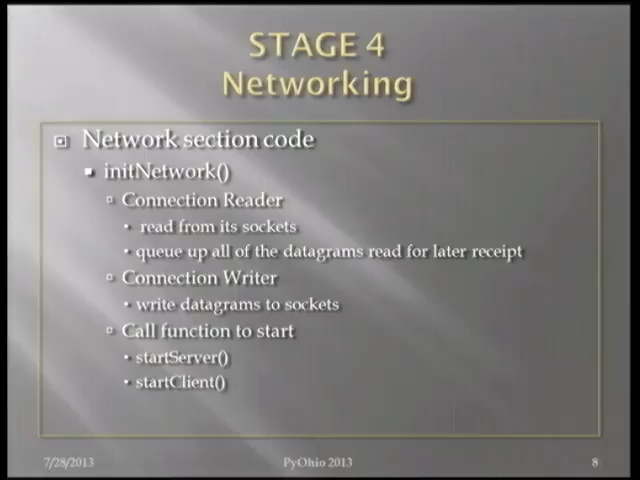 STAGE 4
Networking
Network section code
initNetwork()
Connection Reader
read from its sockets
queue up all of the datagrams read for later receipt
Connection Writer
write datagrams to sockets
Call function to start
startServer()
startClient()
7/28/2013 PyOhio 2013 8